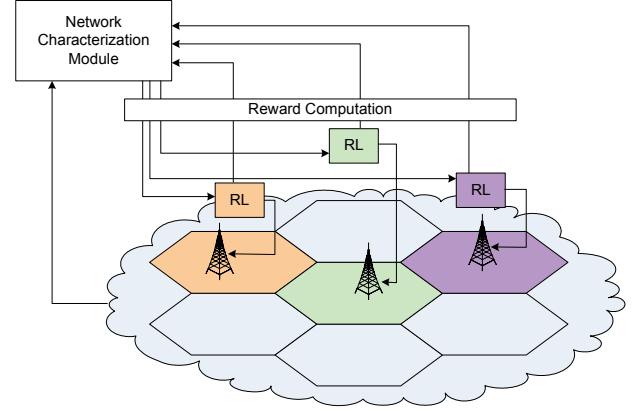 Network
Characterization
Module
Reward Computation
RL
RL
RL